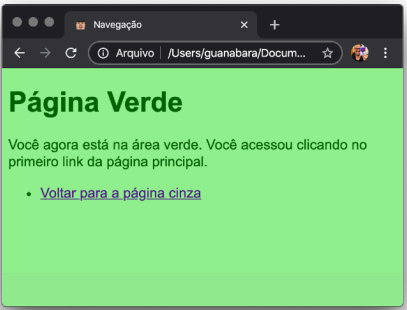 Navegação
Arquivo
/Users/guanabara/Docum...
Página Verde
Você agora está na área verde. Você acessou clicando no
primeiro link da página principal.
Voltar para a página cinza